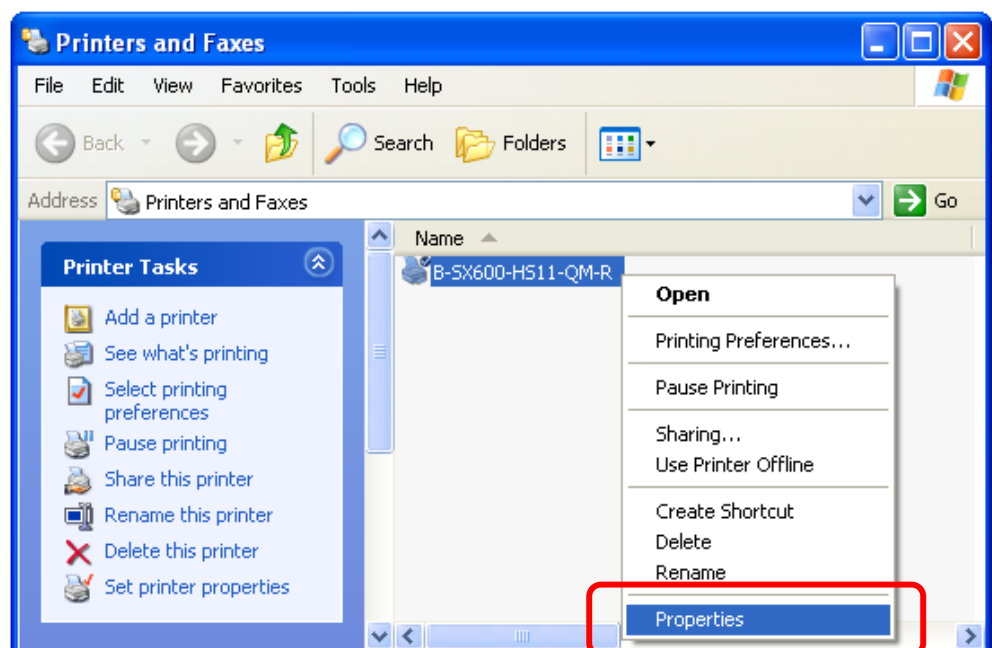 Printers and Faxes
File Edit View Favorites Tools Help
Back Search Folders
Address Printers and Faxes Go
Printer Tasks
Add a printer
See what's printing
Select printing
preferences
Pause printing
Share this printer
Rename this printer
Delete this printer
Set printer properties
Name
B-SX600-HS11-QM-R
Open
Printing Preferences...
Pause Printing
Sharing...
Use Printer Offline
Create Shortcut
Delete
Rename
Properties